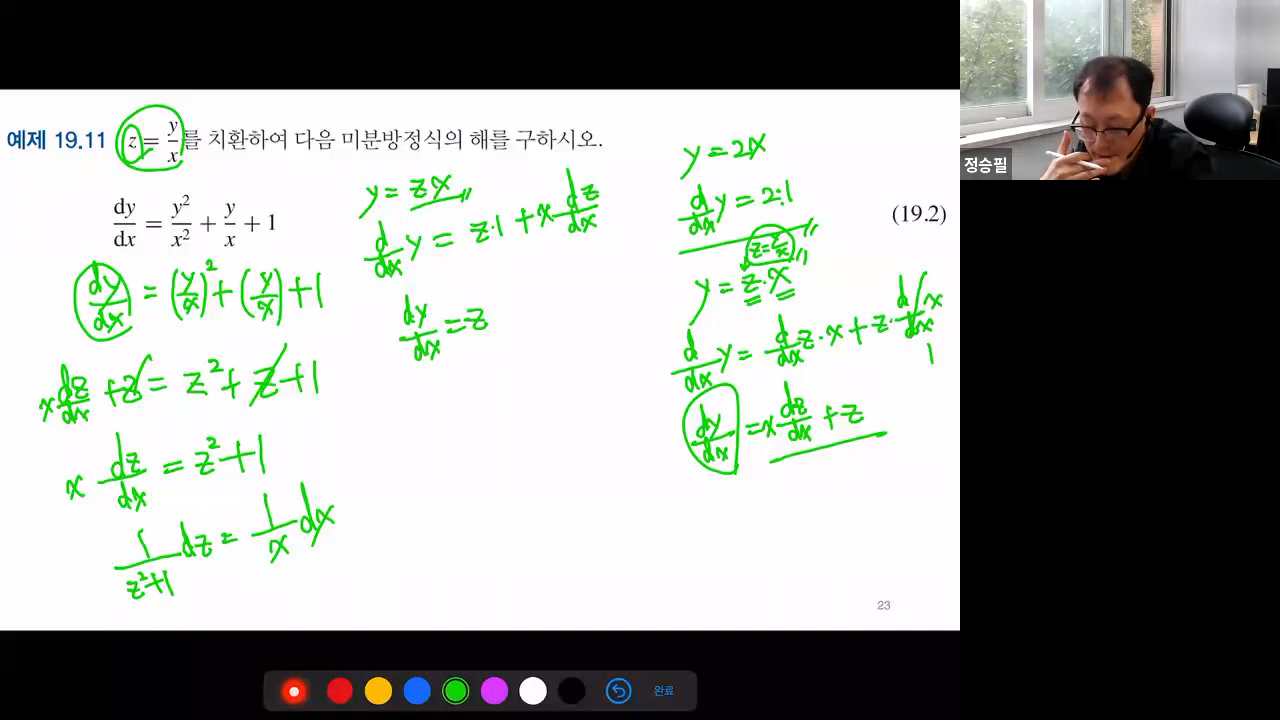 예제 19.11 z = y/x 를 치환하여 다음 미분방정식의 해를 구하시오.
dy/dx = y²/x² + y/x + 1
(19.2)
dy/dx = (y/x)² + (y/x) + 1
x dz/dx + z = z² + z + 1
x dz/dx = z² + 1
1/(z²+1) dz = 1/x dx
y = zx
d/dx y = z·1 + x dz/dx
dy/dx = z
y = 2x
d/dx y = 2·1
z = y/x
y = z·x
d/dx y = d/dx z·x + z· d/dx x
1
dy/dx = x dz/dx + z
23
정승필
완료